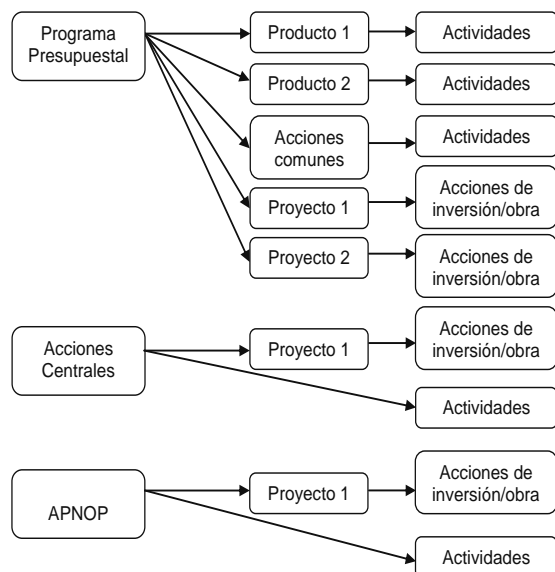 Programa
Presupuestal
Producto 1
Actividades
Producto 2
Actividades
Acciones
comunes
Actividades
Proyecto 1
Acciones de
inversión/obra
Proyecto 2
Acciones de
inversión/obra
Acciones
Centrales
Proyecto 1
Acciones de
inversión/obra
Actividades
APNOP
Proyecto 1
Acciones de
inversión/obra
Actividades